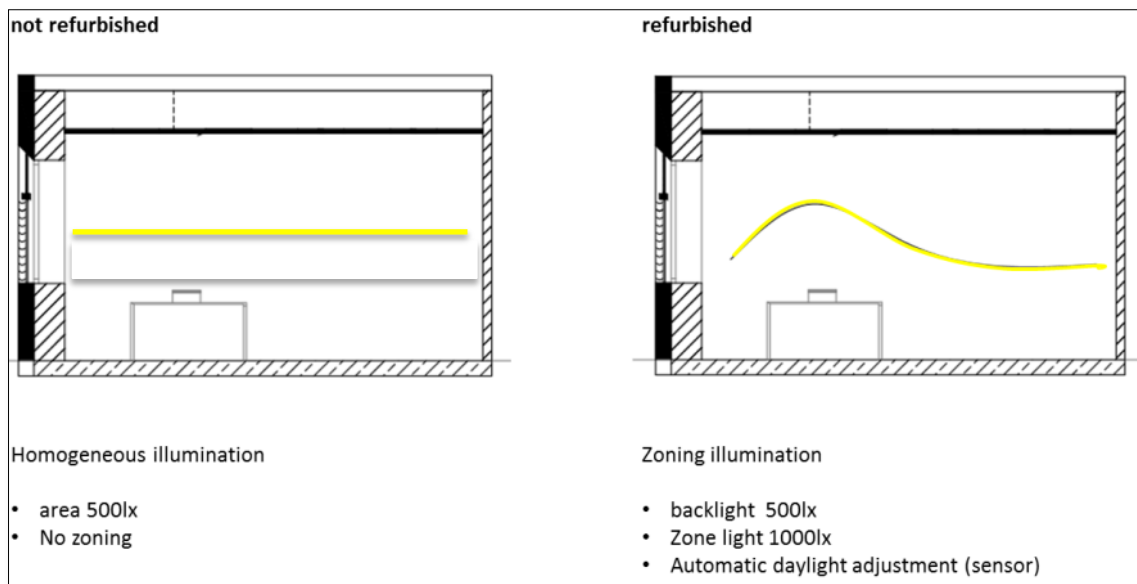 not refurbished
refurbished
Homogeneous illumination
• area 500lx
• No zoning
Zoning illumination
• backlight 500lx
• Zone light 1000lx
• Automatic daylight adjustment (sensor)